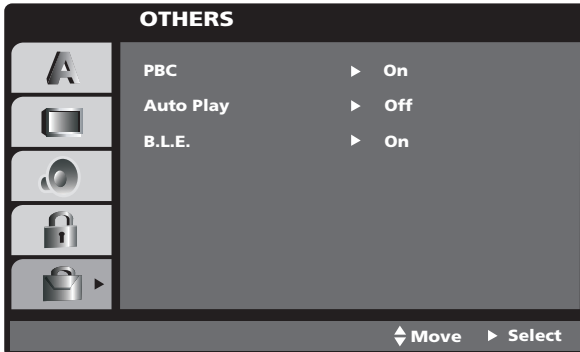 OTHERS
A
PBC On
Auto Play Off
B.L.E. On
Move Select